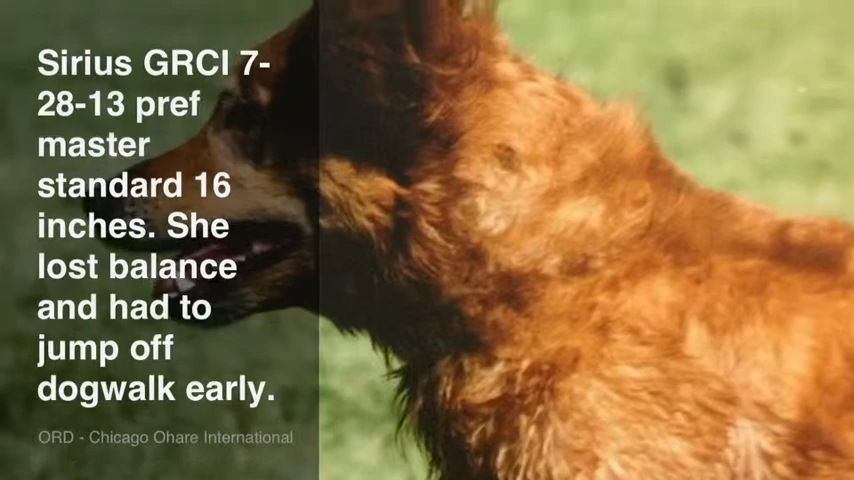 Sirius GRCI 7-
28-13 pref
master
standard 16
inches. She
lost balance
and had to
jump off
dogwalk early.
ORD - Chicago Ohare International